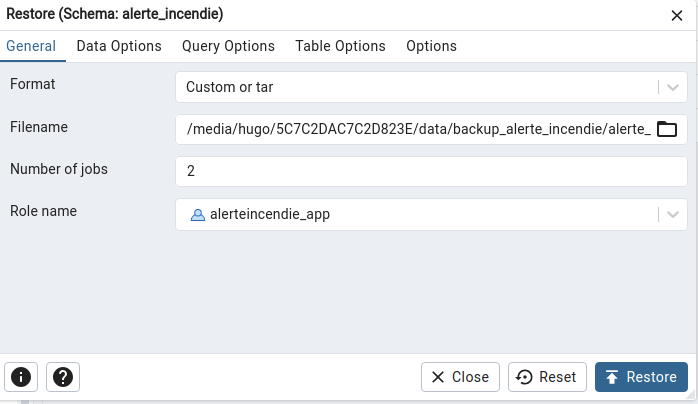 Restore (Schema: alerte_incendie)
General Data Options Query Options Table Options Options
Format Custom or tar
Filename /media/hugo/5C7C2DAC7C2D823E/data/backup_alerte_incendie/alerte_
Number of jobs 2
Role name alerteincendie_app
Close Reset Restore